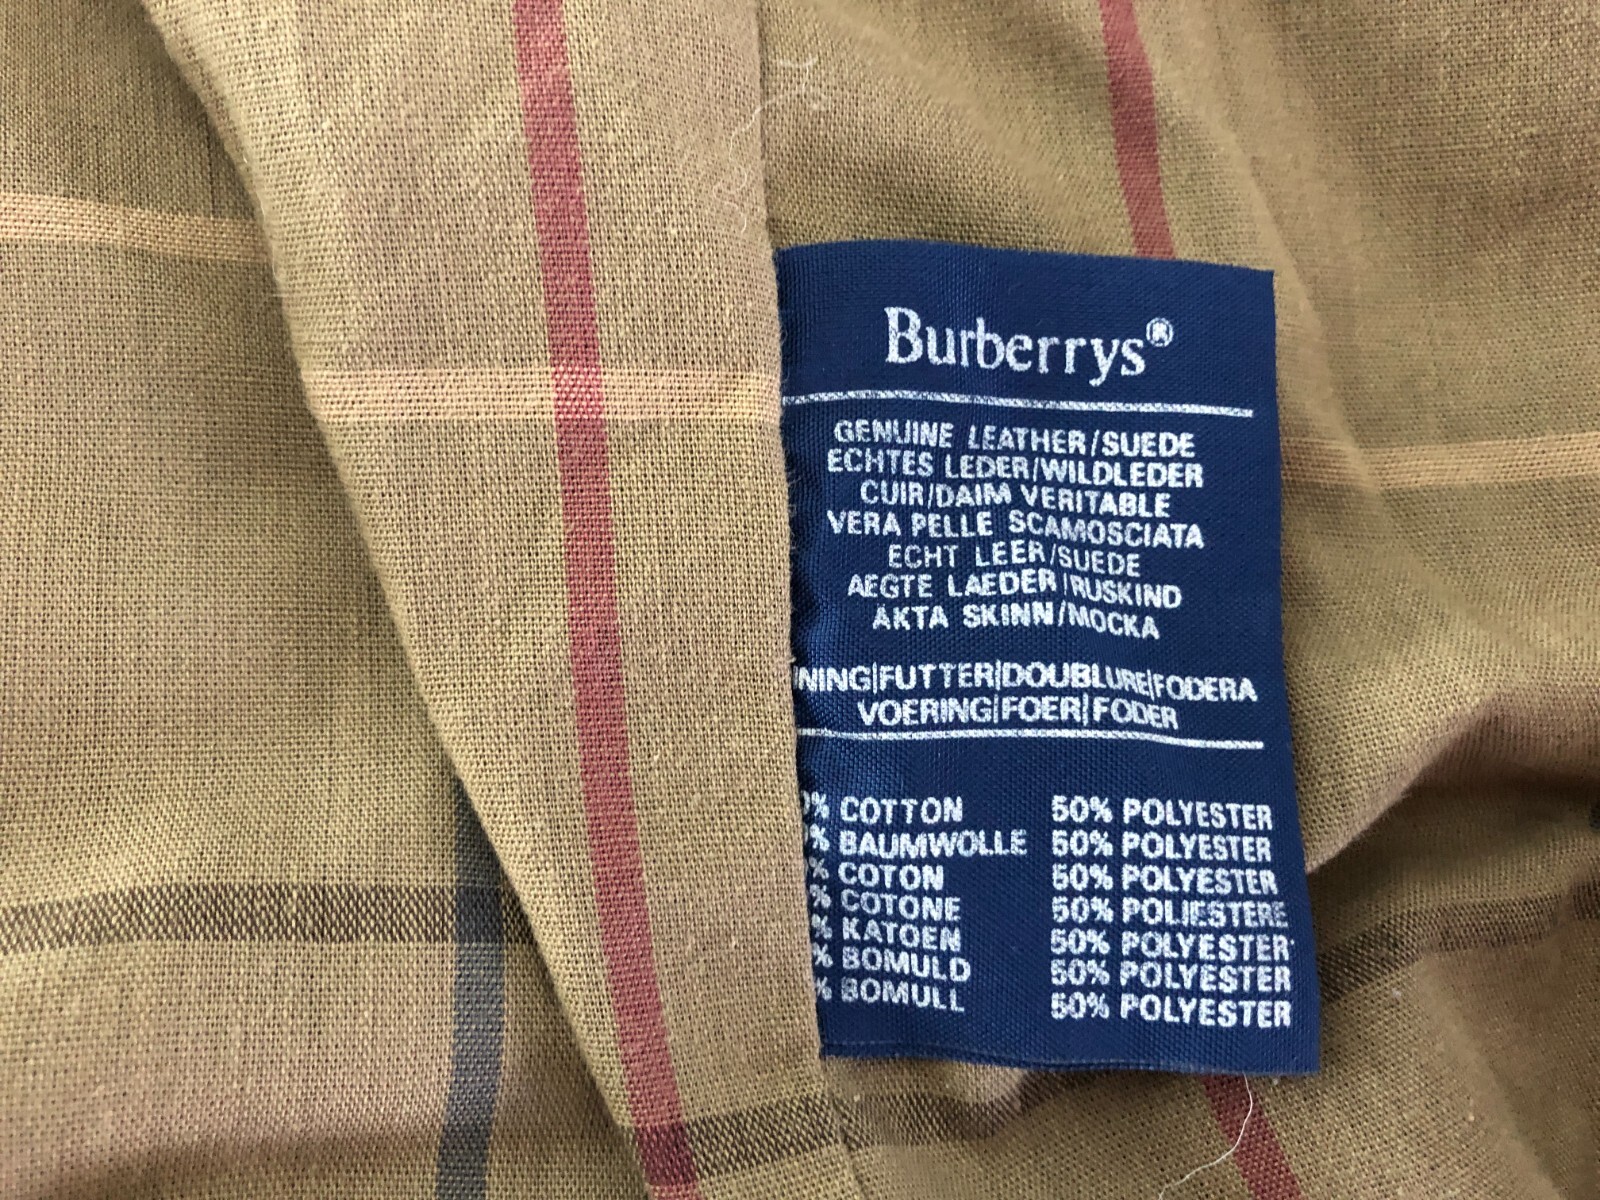 Burberrys®
GENUINE LEATHER/SUEDE
ECHTES LEDER/WILDLEDER
CUIR/DAIM VERITABLE
VERA PELLE SCAMOSCIATA
ECHT LEER/SUEDE
AEGTE LAEDER/RUSKIND
AKTA SKINN/MOCKA
NING|FUTTER|DOUBLURE|FODERA
VOERING|FOER|FODER
% COTTON 50% POLYESTER
% BAUMWOLLE 50% POLYESTER
% COTON 50% POLYESTER
% COTONE 50% POLIESTERE
% KATOEN 50% POLYESTER
% BOMULD 50% POLYESTER
% BOMULL 50% POLYESTER